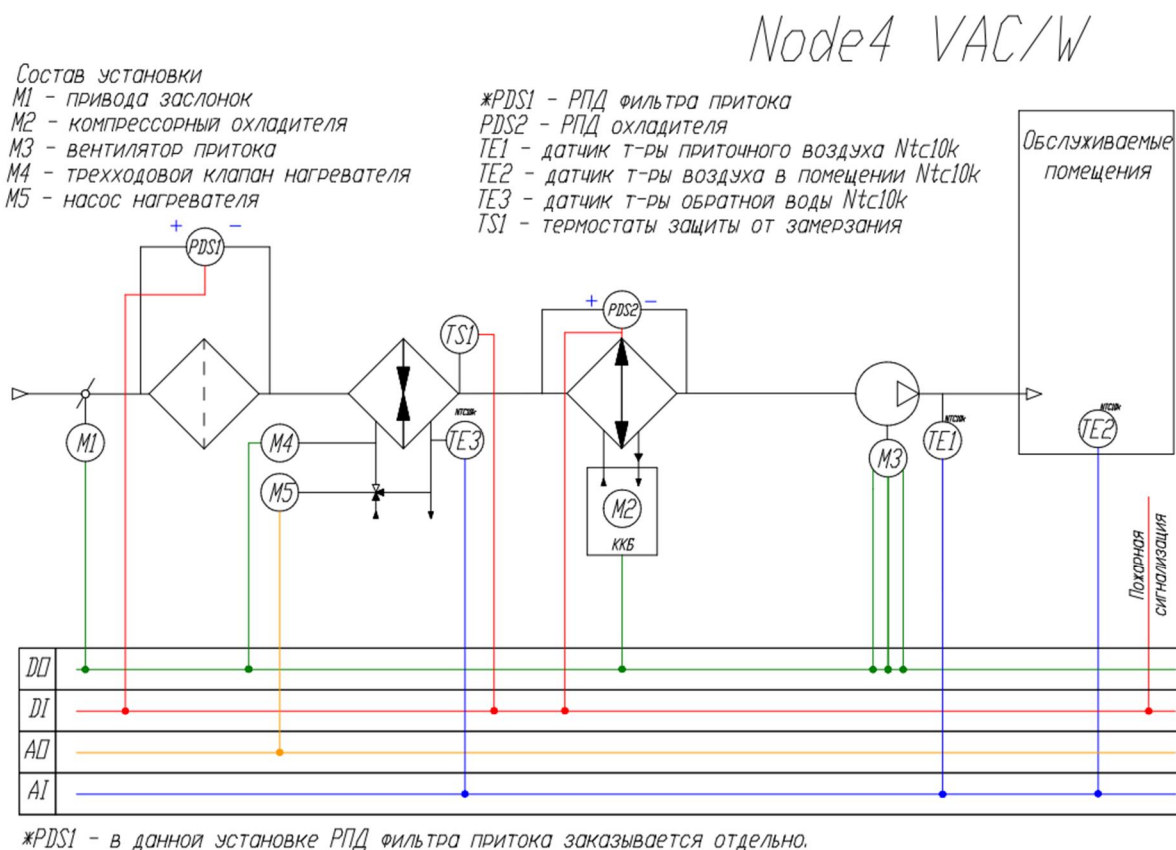 Node4 VAC/W
Состав установки
M1 - привода заслонок
M2 - компрессорный охладителя
M3 - вентилятор притока
M4 - трехходовой клапан нагревателя
M5 - насос нагревателя
*PDS1 - РПД фильтра притока
PDS2 - РПД охладителя
TE1 - датчик т-ры приточного воздуха Ntc10k
TE2 - датчик т-ры воздуха в помещении Ntc10k
TE3 - датчик т-ры обратной воды Ntc10k
TS1 - термостаты защиты от замерзания
Обслуживаемые
помещения
+ PDS1 -
+ PDS2 -
TS1
M1
M4
NTC10k
TE3
M5
M2
ККБ
M3
NTC10k
TE1
NTC10k
TE2
Пожарная
сигнализация
DO
DI
AO
AI
*PDS1 - в данной установке РПД фильтра притока заказывается отдельно.